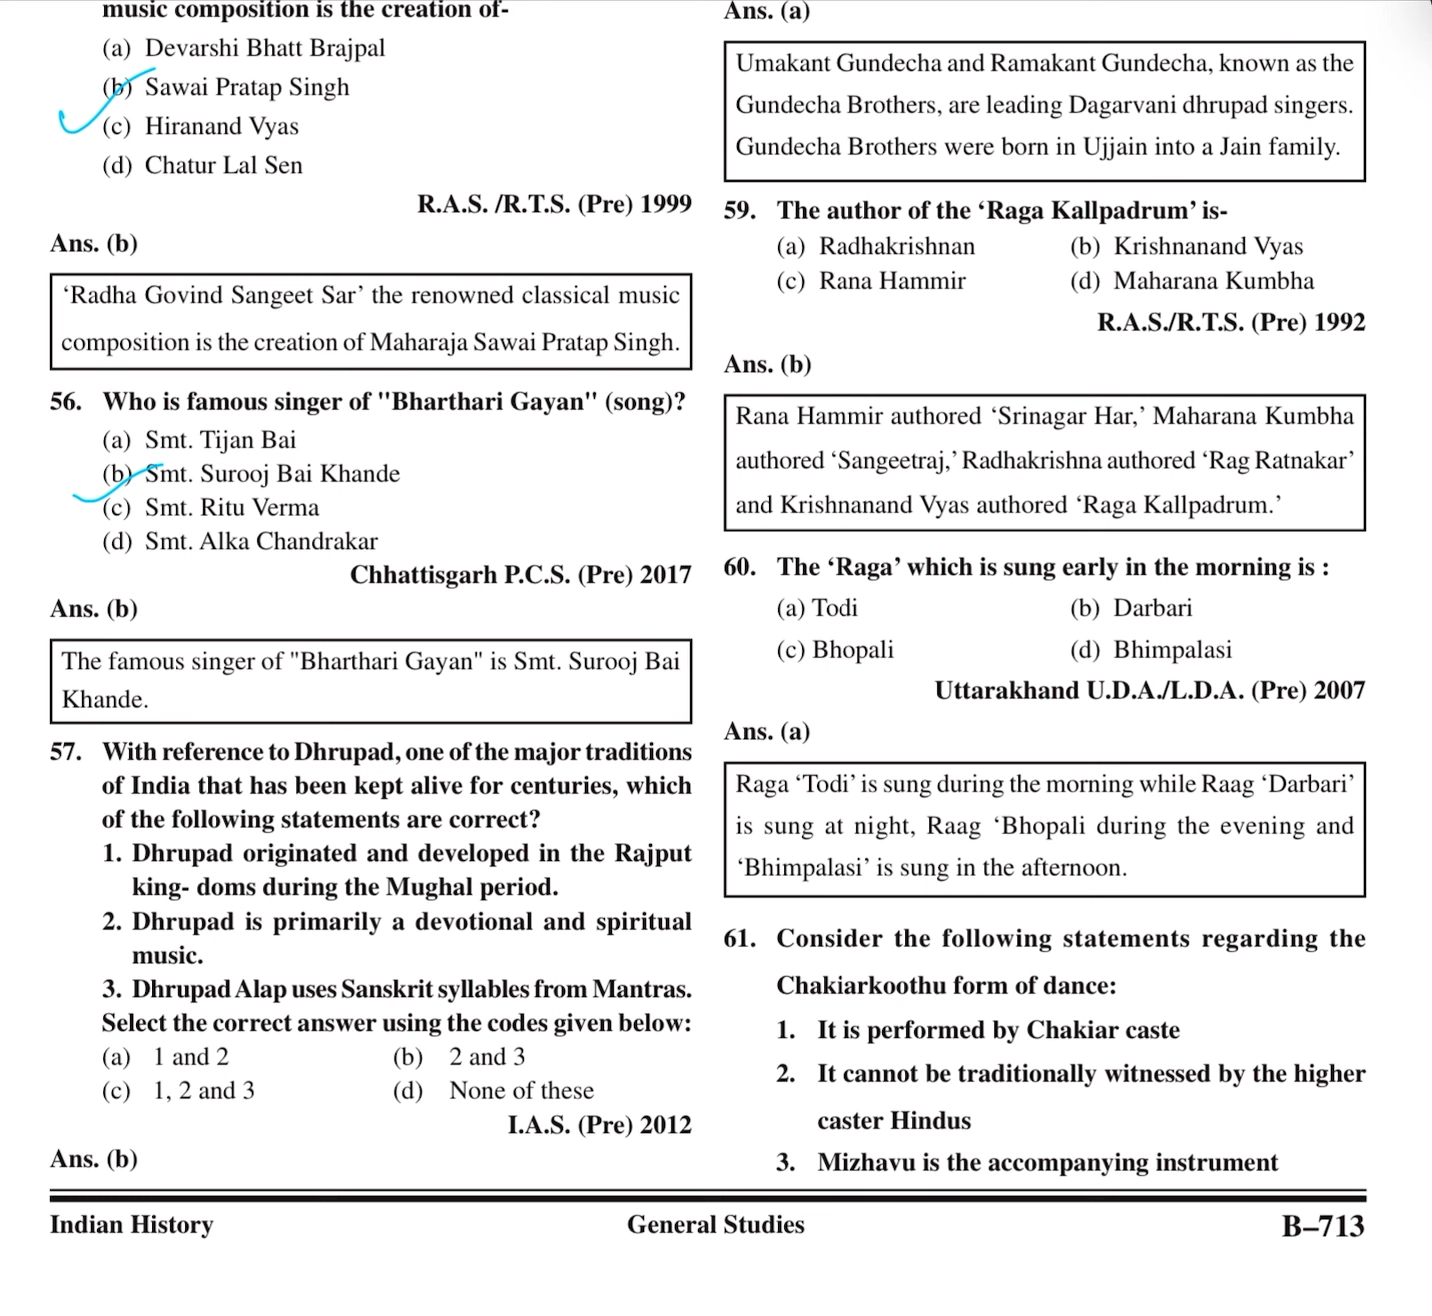 music composition is the creation of-
(a) Devarshi Bhatt Brajpal
(b) Sawai Pratap Singh
(c) Hiranand Vyas
(d) Chatur Lal Sen
R.A.S. /R.T.S. (Pre) 1999
Ans. (b)
‘Radha Govind Sangeet Sar’ the renowned classical music
composition is the creation of Maharaja Sawai Pratap Singh.
56. Who is famous singer of "Bharthari Gayan" (song)?
(a) Smt. Tijan Bai
(b) Smt. Surooj Bai Khande
(c) Smt. Ritu Verma
(d) Smt. Alka Chandrakar
Chhattisgarh P.C.S. (Pre) 2017
Ans. (b)
The famous singer of "Bharthari Gayan" is Smt. Surooj Bai
Khande.
57. With reference to Dhrupad, one of the major traditions
of India that has been kept alive for centuries, which
of the following statements are correct?
1. Dhrupad originated and developed in the Rajput
king- doms during the Mughal period.
2. Dhrupad is primarily a devotional and spiritual
music.
3. Dhrupad Alap uses Sanskrit syllables from Mantras.
Select the correct answer using the codes given below:
(a) 1 and 2 (b) 2 and 3
(c) 1, 2 and 3 (d) None of these
I.A.S. (Pre) 2012
Ans. (b)
Ans. (a)
Umakant Gundecha and Ramakant Gundecha, known as the
Gundecha Brothers, are leading Dagarvani dhrupad singers.
Gundecha Brothers were born in Ujjain into a Jain family.
59. The author of the ‘Raga Kallpadrum’ is-
(a) Radhakrishnan (b) Krishnanand Vyas
(c) Rana Hammir (d) Maharana Kumbha
R.A.S./R.T.S. (Pre) 1992
Ans. (b)
Rana Hammir authored ‘Srinagar Har,’ Maharana Kumbha
authored ‘Sangeetraj,’ Radhakrishna authored ‘Rag Ratnakar’
and Krishnanand Vyas authored ‘Raga Kallpadrum.’
60. The ‘Raga’ which is sung early in the morning is :
(a) Todi (b) Darbari
(c) Bhopali (d) Bhimpalasi
Uttarakhand U.D.A./L.D.A. (Pre) 2007
Ans. (a)
Raga ‘Todi’ is sung during the morning while Raag ‘Darbari’
is sung at night, Raag ‘Bhopali during the evening and
‘Bhimpalasi’ is sung in the afternoon.
61. Consider the following statements regarding the
Chakiarkoothu form of dance:
1. It is performed by Chakiar caste
2. It cannot be traditionally witnessed by the higher
caster Hindus
3. Mizhavu is the accompanying instrument
Indian History General Studies B–713